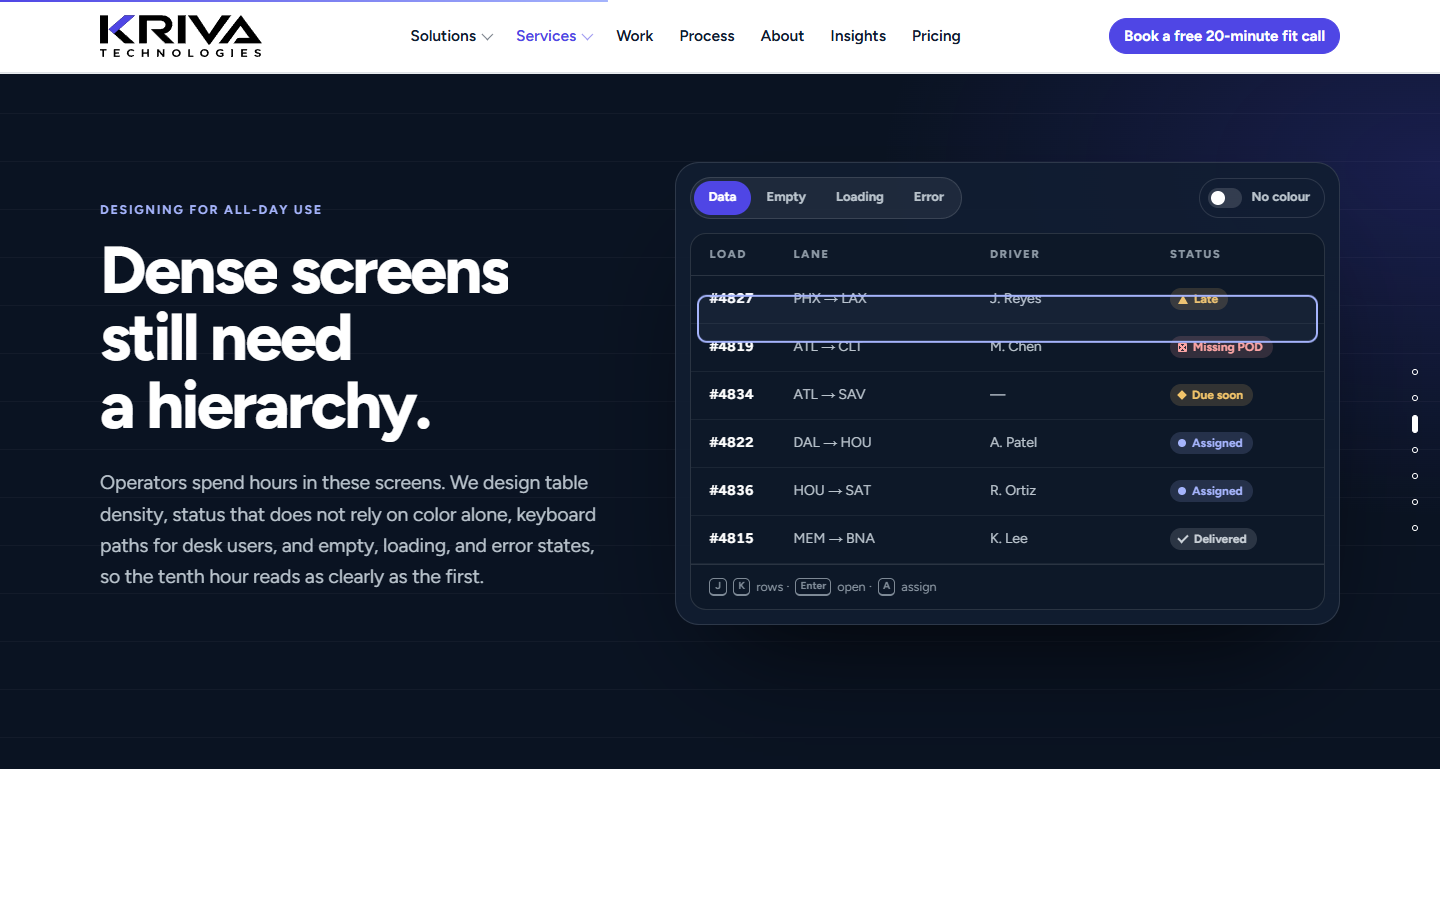 KRIVA
TECHNOLOGIES
Solutions Services Work Process About Insights Pricing
Book a free 20-minute fit call
DESIGNING FOR ALL-DAY USE
Dense screens
still need
a hierarchy.
Operators spend hours in these screens. We design table
density, status that does not rely on color alone, keyboard
paths for desk users, and empty, loading, and error states,
so the tenth hour reads as clearly as the first.
Data Empty Loading Error
No colour
LOAD LANE DRIVER STATUS
#4827 PHX → LAX J. Reyes Late
#4819 ATL → CLT M. Chen Missing POD
#4834 ATL → SAV — Due soon
#4822 DAL → HOU A. Patel Assigned
#4836 HOU → SAT R. Ortiz Assigned
#4815 MEM → BNA K. Lee Delivered
J K rows · Enter open · A assign